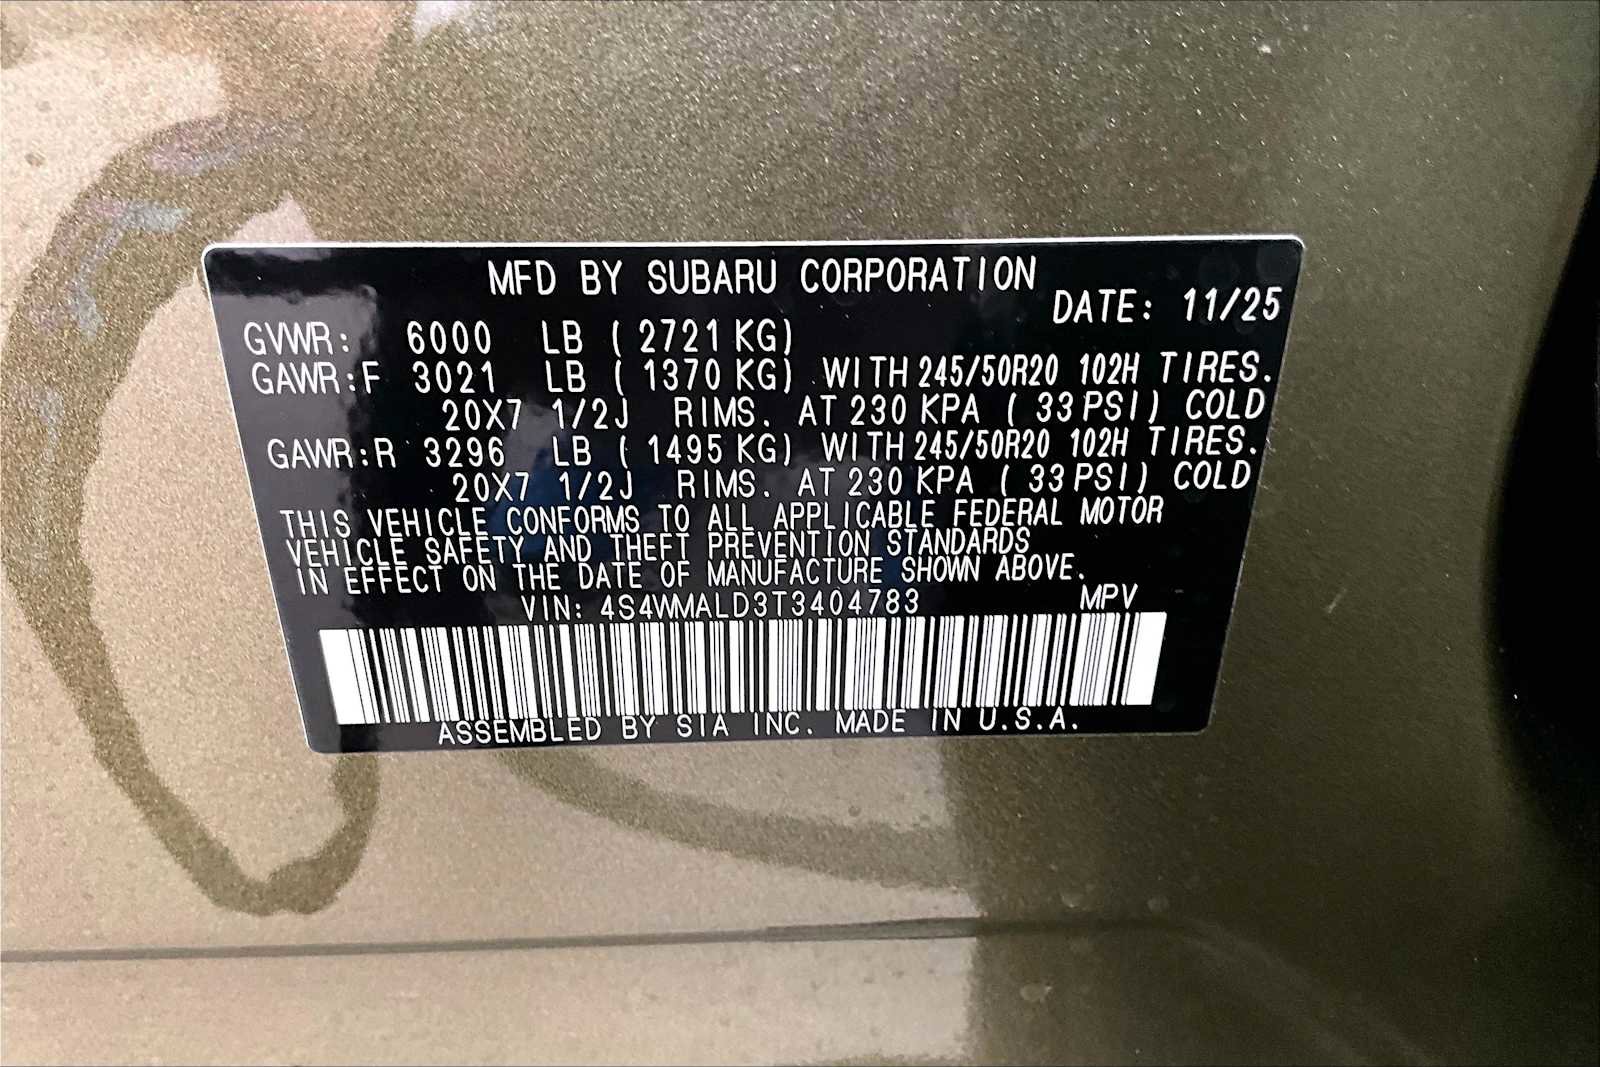 MFD BY SUBARU CORPORATION
DATE: 11/25
GVWR: 6000 LB ( 2721 KG)
GAWR:F 3021 LB ( 1370 KG) WITH 245/50R20 102H TIRES.
20X7 1/2J RIMS. AT 230 KPA ( 33 PSI) COLD
GAWR:R 3296 LB ( 1495 KG) WITH 245/50R20 102H TIRES.
20X7 1/2J RIMS. AT 230 KPA ( 33 PSI) COLD
THIS VEHICLE CONFORMS TO ALL APPLICABLE FEDERAL MOTOR
VEHICLE SAFETY AND THEFT PREVENTION STANDARDS
IN EFFECT ON THE DATE OF MANUFACTURE SHOWN ABOVE.
VIN: 4S4WMALD3T3404783 MPV
ASSEMBLED BY SIA INC. MADE IN U.S.A.